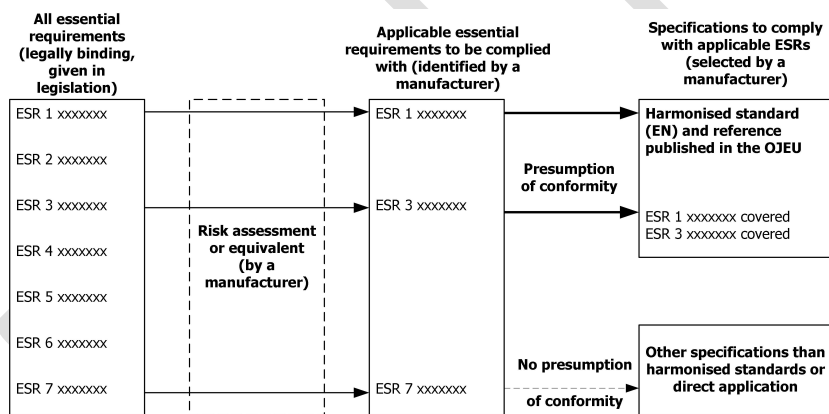 All essential
requirements
(legally binding,
given in
legislation)
ESR 1 xxxxxxx
ESR 2 xxxxxxx
ESR 3 xxxxxxx
ESR 4 xxxxxxx
ESR 5 xxxxxxx
ESR 6 xxxxxxx
ESR 7 xxxxxxx
Risk assessment
or equivalent
(by a
manufacturer)
Applicable essential
requirements to be complied
with (identified by a
manufacturer)
ESR 1 xxxxxxx
ESR 3 xxxxxxx
ESR 7 xxxxxxx
Presumption
of conformity
No presumption
of conformity
Specifications to comply
with applicable ESRs
(selected by a
manufacturer)
Harmonised standard
(EN) and reference
published in the OJEU
ESR 1 xxxxxxx covered
ESR 3 xxxxxxx covered
Other specifications than
harmonised standards or
direct application